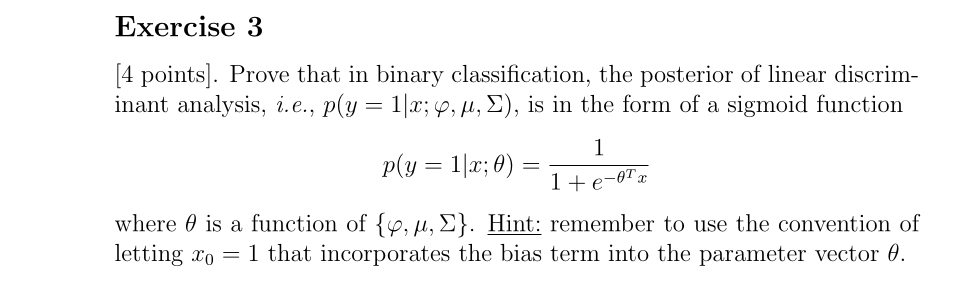 Exercise 3
[4 points]. Prove that in binary classification, the posterior of linear discrim-
inant analysis, i.e., p(y = 1|x; φ, μ, Σ), is in the form of a sigmoid function
p(y = 1|x; θ) = 1 / (1 + e^{−θ^T x})
where θ is a function of {φ, μ, Σ}. Hint: remember to use the convention of
letting x₀ = 1 that incorporates the bias term into the parameter vector θ.